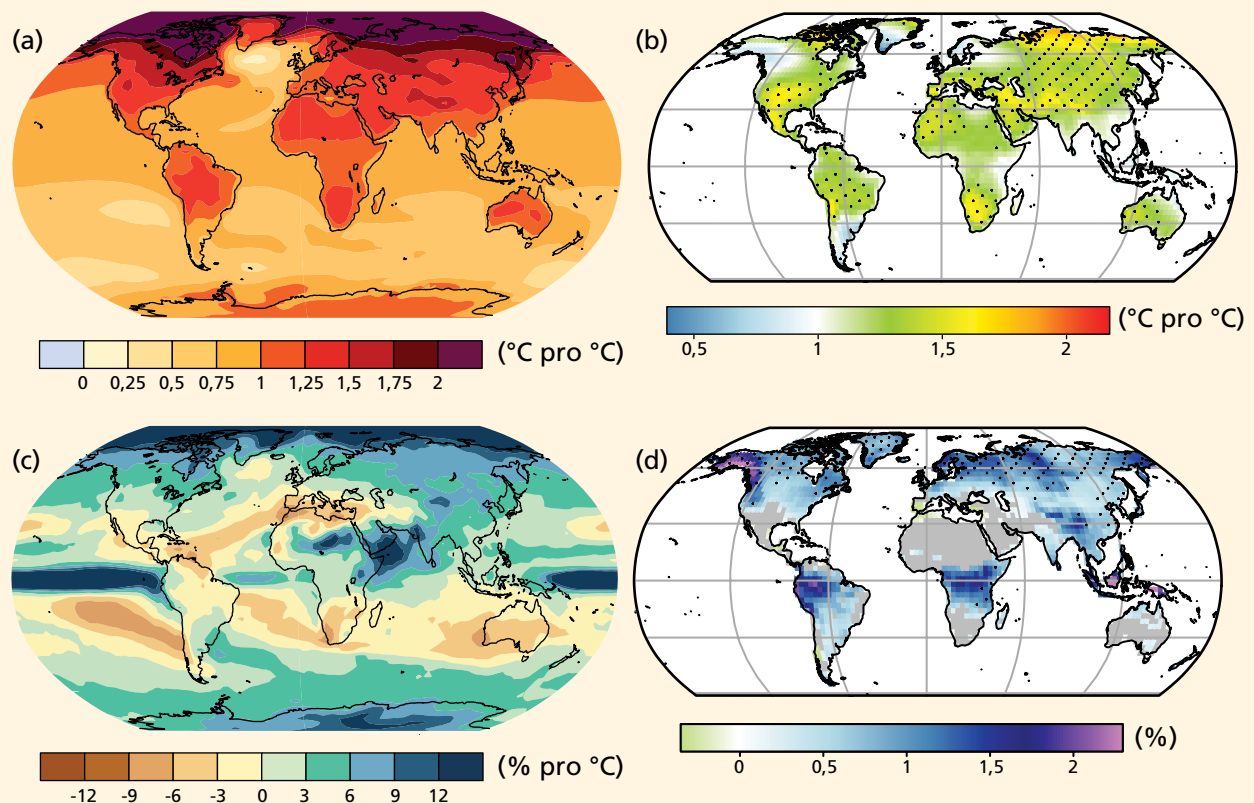 (a)
(b)
0 0,25 0,5 0,75 1 1,25 1,5 1,75 2 (°C pro °C)
0,5 1 1,5 2 (°C pro °C)
(c)
(d)
-12 -9 -6 -3 0 3 6 9 12 (% pro °C)
0 0,5 1 1,5 2 (%)